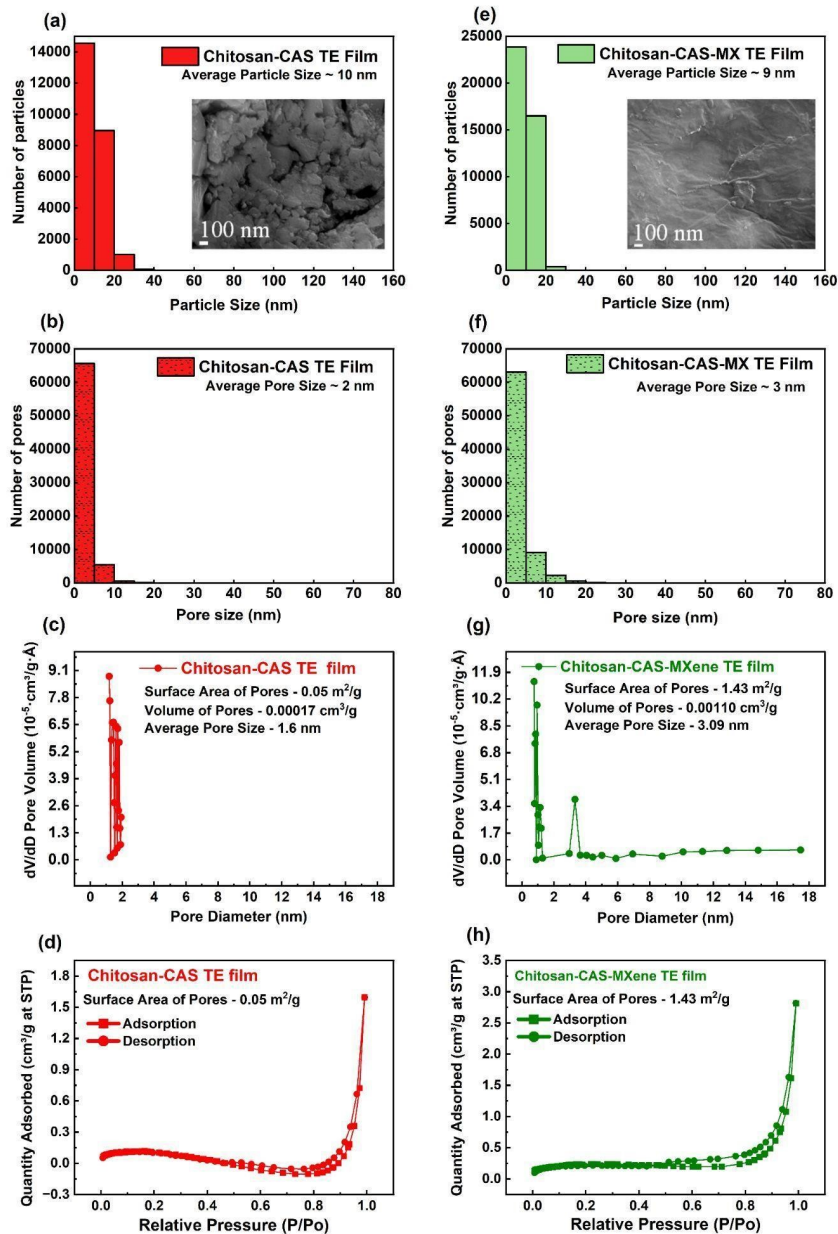 (a)
Chitosan-CAS TE Film
Average Particle Size ~ 10 nm
100 nm
Number of particles
14000
12000
10000
8000
6000
4000
2000
0
0 20 40 60 80 100 120 140 160
Particle Size (nm)
(e)
Chitosan-CAS-MX TE Film
Average Particle Size ~ 9 nm
100 nm
Number of particles
25000
20000
15000
10000
5000
0
0 20 40 60 80 100 120 140 160
Particle Size (nm)
(b)
Chitosan-CAS TE Film
Average Pore Size ~ 2 nm
Number of pores
70000
60000
50000
40000
30000
20000
10000
0
0 10 20 30 40 50 60 70 80
Pore size (nm)
(f)
Chitosan-CAS-MX TE Film
Average Pore Size ~ 3 nm
Number of pores
70000
60000
50000
40000
30000
20000
10000
0
0 10 20 30 40 50 60 70 80
Pore size (nm)
(c)
Chitosan-CAS TE film
Surface Area of Pores - 0.05 m²/g
Volume of Pores - 0.00017 cm³/g
Average Pore Size - 1.6 nm
dV/dD Pore Volume (10⁻⁵·cm³/g·Å)
9.1
7.8
6.5
5.2
3.9
2.6
1.3
0.0
0 2 4 6 8 10 12 14 16 18
Pore Diameter (nm)
(g)
Chitosan-CAS-MXene TE film
Surface Area of Pores - 1.43 m²/g
Volume of Pores - 0.00110 cm³/g
Average Pore Size - 3.09 nm
dV/dD Pore Volume (10⁻⁵·cm³/g·Å)
11.9
10.2
8.5
6.8
5.1
3.4
1.7
0.0
0 2 4 6 8 10 12 14 16 18
Pore Diameter (nm)
(d)
Chitosan-CAS TE film
Surface Area of Pores - 0.05 m²/g
Adsorption
Desorption
Quantity Adsorbed (cm³/g at STP)
1.8
1.5
1.2
0.9
0.6
0.3
0.0
−0.3
0.0 0.2 0.4 0.6 0.8 1.0
Relative Pressure (P/Po)
(h)
Chitosan-CAS-MXene TE film
Surface Area of Pores - 1.43 m²/g
Adsorption
Desorption
Quantity Adsorbed (cm³/g at STP)
3.5
3.0
2.5
2.0
1.5
1.0
0.5
0.0
0.0 0.2 0.4 0.6 0.8 1.0
Relative Pressure (P/Po)